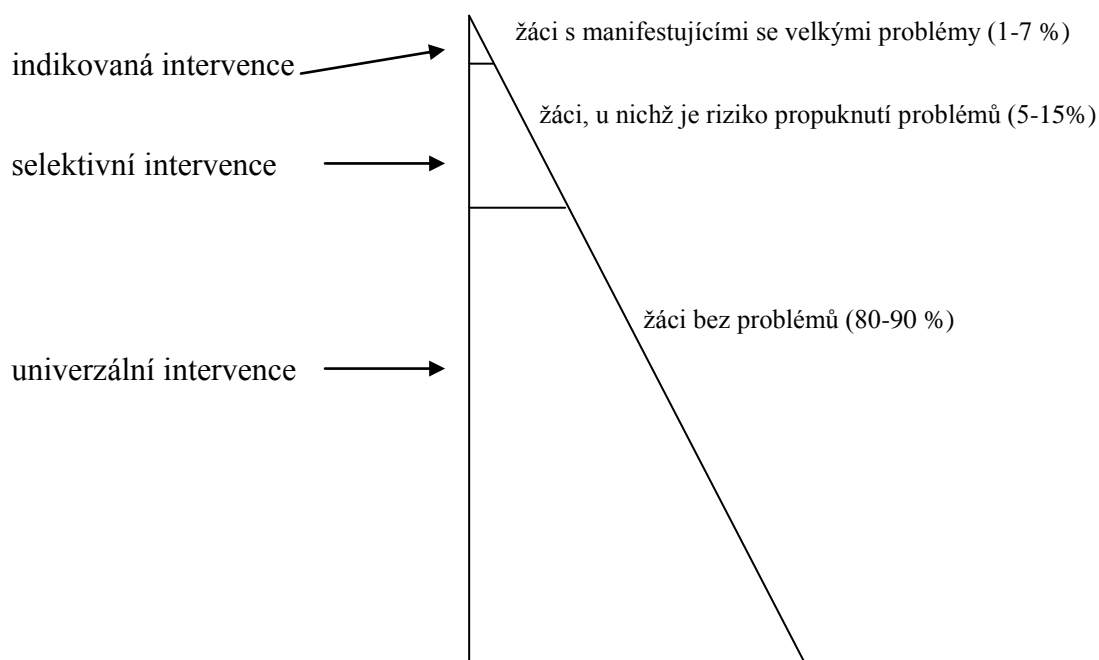 žáci s manifestujícími se velkými problémy (1-7 %)
indikovaná intervence
žáci, u nichž je riziko propuknutí problémů (5-15%)
selektivní intervence
žáci bez problémů (80-90 %)
univerzální intervence